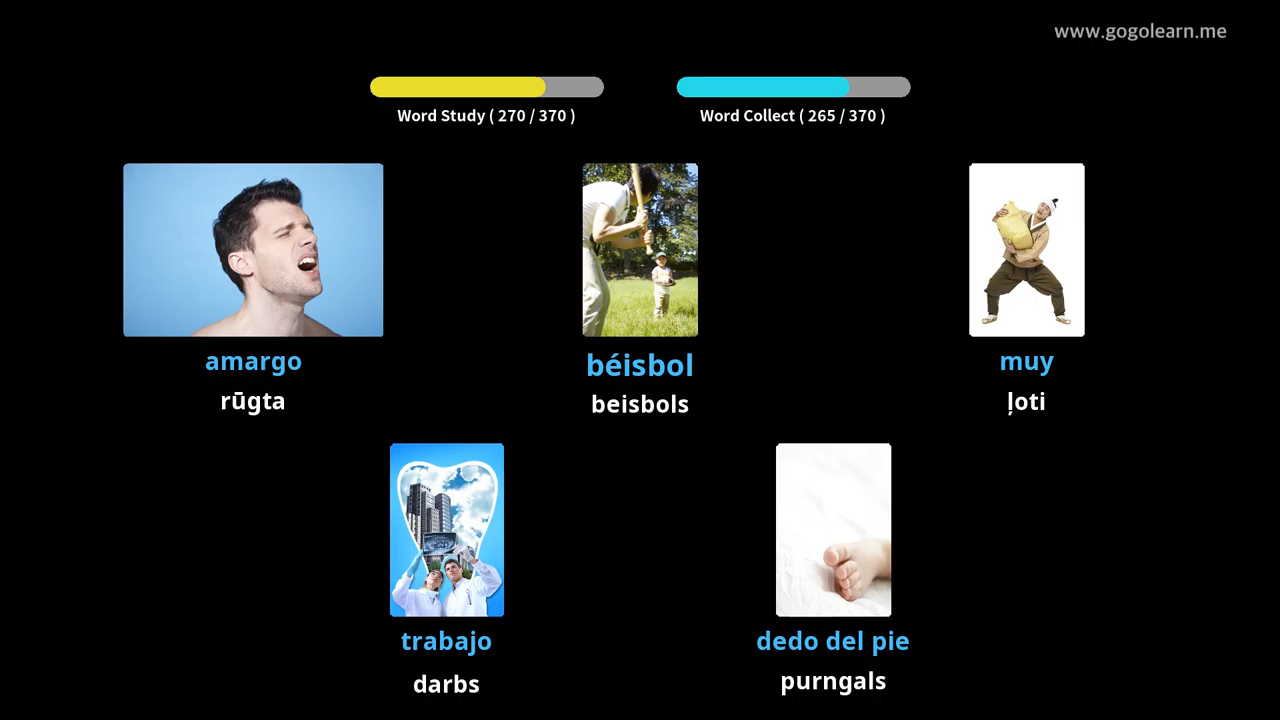 www.gogolearn.me
Word Study ( 270 / 370 )
Word Collect ( 265 / 370 )
amargo
rūgta
béisbol
beisbols
muy
ļoti
trabajo
darbs
dedo del pie
purngals